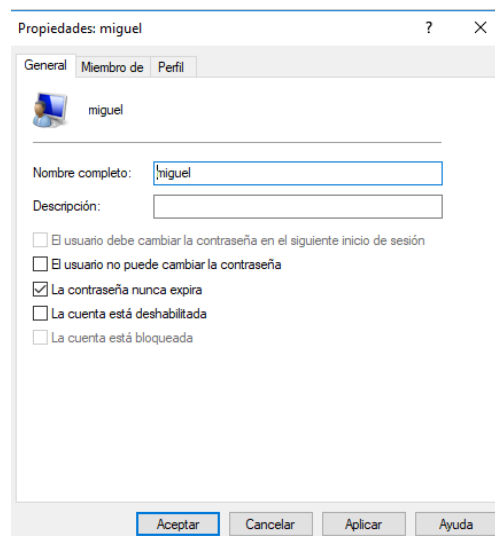 Propiedades: miguel ? ×
General Miembro de Perfil
miguel
Nombre completo: miguel
Descripción:
El usuario debe cambiar la contraseña en el siguiente inicio de sesión
El usuario no puede cambiar la contraseña
La contraseña nunca expira
La cuenta está deshabilitada
La cuenta está bloqueada
Aceptar Cancelar Aplicar Ayuda